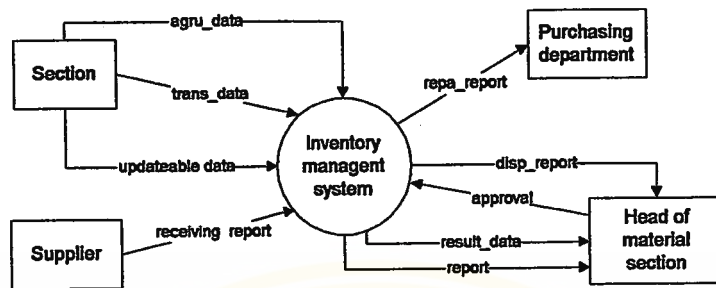 agru_data
Section
trans_data
updateable data
Supplier
receiving report
Inventory
managent
system
Purchasing
department
repa_report
disp_report
approval
result_data
report
Head of
material
section